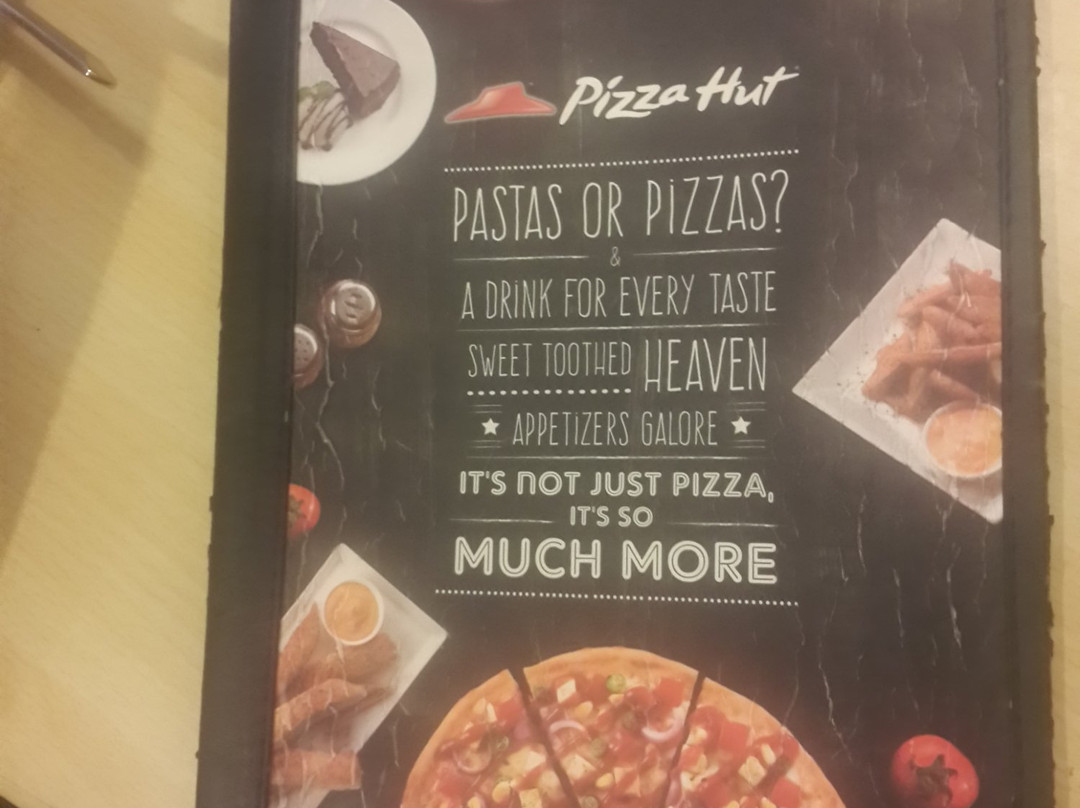 Pizza Hut
PASTAS OR PIZZAS?
&
A DRINK FOR EVERY TASTE
SWEET TOOTHED HEAVEN
APPETIZERS GALORE
IT'S NOT JUST PIZZA,
IT'S SO
MUCH MORE